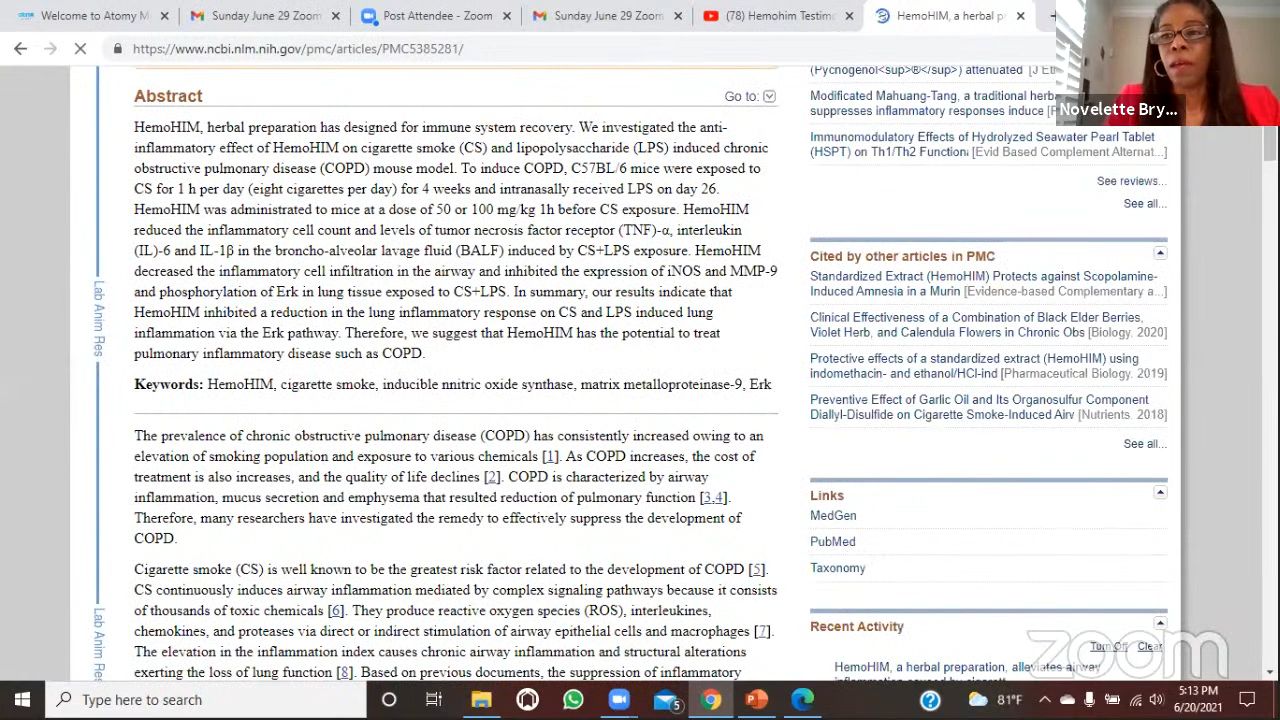 Welcome to Atomy M
Sunday June 29 Zoom
Post Attendee - Zoom
Sunday June 29 Zoom
(78) Hemohim Testime
HemoHIM, a herbal p
https://www.ncbi.nlm.nih.gov/pmc/articles/PMC5385281/
Novelette Bry...
Abstract
Go to:
HemoHIM, herbal preparation has designed for immune system recovery. We investigated the anti-
inflammatory effect of HemoHIM on cigarette smoke (CS) and lipopolysaccharide (LPS) induced chronic
obstructive pulmonary disease (COPD) mouse model. To induce COPD, C57BL/6 mice were exposed to
CS for 1 h per day (eight cigarettes per day) for 4 weeks and intranasally received LPS on day 26.
HemoHIM was administrated to mice at a dose of 50 or 100 mg/kg 1h before CS exposure. HemoHIM
reduced the inflammatory cell count and levels of tumor necrosis factor receptor (TNF)-α, interleukin
(IL)-6 and IL-1β in the broncho-alveolar lavage fluid (BALF) induced by CS+LPS exposure. HemoHIM
decreased the inflammatory cell infiltration in the airway and inhibited the expression of iNOS and MMP-9
and phosphorylation of Erk in lung tissue exposed to CS+LPS. In summary, our results indicate that
HemoHIM inhibited a reduction in the lung inflammatory response on CS and LPS induced lung
inflammation via the Erk pathway. Therefore, we suggest that HemoHIM has the potential to treat
pulmonary inflammatory disease such as COPD.
Keywords: HemoHIM, cigarette smoke, inducible nnitric oxide synthase, matrix metalloproteinase-9, Erk
The prevalence of chronic obstructive pulmonary disease (COPD) has consistently increased owing to an
elevation of smoking population and exposure to various chemicals [1]. As COPD increases, the cost of
treatment is also increases, and the quality of life declines [2]. COPD is characterized by airway
inflammation, mucus secretion and emphysema that resulted reduction of pulmonary function [3,4].
Therefore, many researchers have investigated the remedy to effectively suppress the development of
COPD.
Cigarette smoke (CS) is well known to be the greatest risk factor related to the development of COPD [5].
CS continuously induces airway inflammation mediated by complex signaling pathways because it consists
of thousands of toxic chemicals [6]. They produce reactive oxygen species (ROS), interleukines,
chemokines, and proteases via direct or indirect stimulation of airway epithelial cells and macrophages [7].
The elevation in the inflammation index causes chronic airway inflammation and structural alterations
exerting the loss of lung function [8]. Based on previous documents, the suppression of inflammatory
Lab Anim Res
Lab Anim Res
(Pycnogenol<sup>®</sup>) attenuated [J Et
Modified Mahuang-Tang, a traditional herba
suppresses inflammatory responses induce [P
Immunomodulatory Effects of Hydrolyzed Seawater Pearl Tablet
(HSPT) on Th1/Th2 Functiona [Evid Based Complement Alternat...]
See reviews...
See all...
Cited by other articles in PMC
Standardized Extract (HemoHIM) Protects against Scopolamine-
Induced Amnesia in a Murin [Evidence-based Complementary a...]
Clinical Effectiveness of a Combination of Black Elder Berries,
Violet Herb, and Calendula Flowers in Chronic Obs [Biology. 2020]
Protective effects of a standardized extract (HemoHIM) using
indomethacin- and ethanol/HCl-ind [Pharmaceutical Biology. 2019]
Preventive Effect of Garlic Oil and Its Organosulfur Component
Diallyl-Disulfide on Cigarette Smoke-Induced Airv [Nutrients. 2018]
See all...
Links
MedGen
PubMed
Taxonomy
Recent Activity
Turn Off Clear
HemoHIM, a herbal preparation, alleviates airway
zoom
Type here to search
5
81°F
5:13 PM
6/20/2021